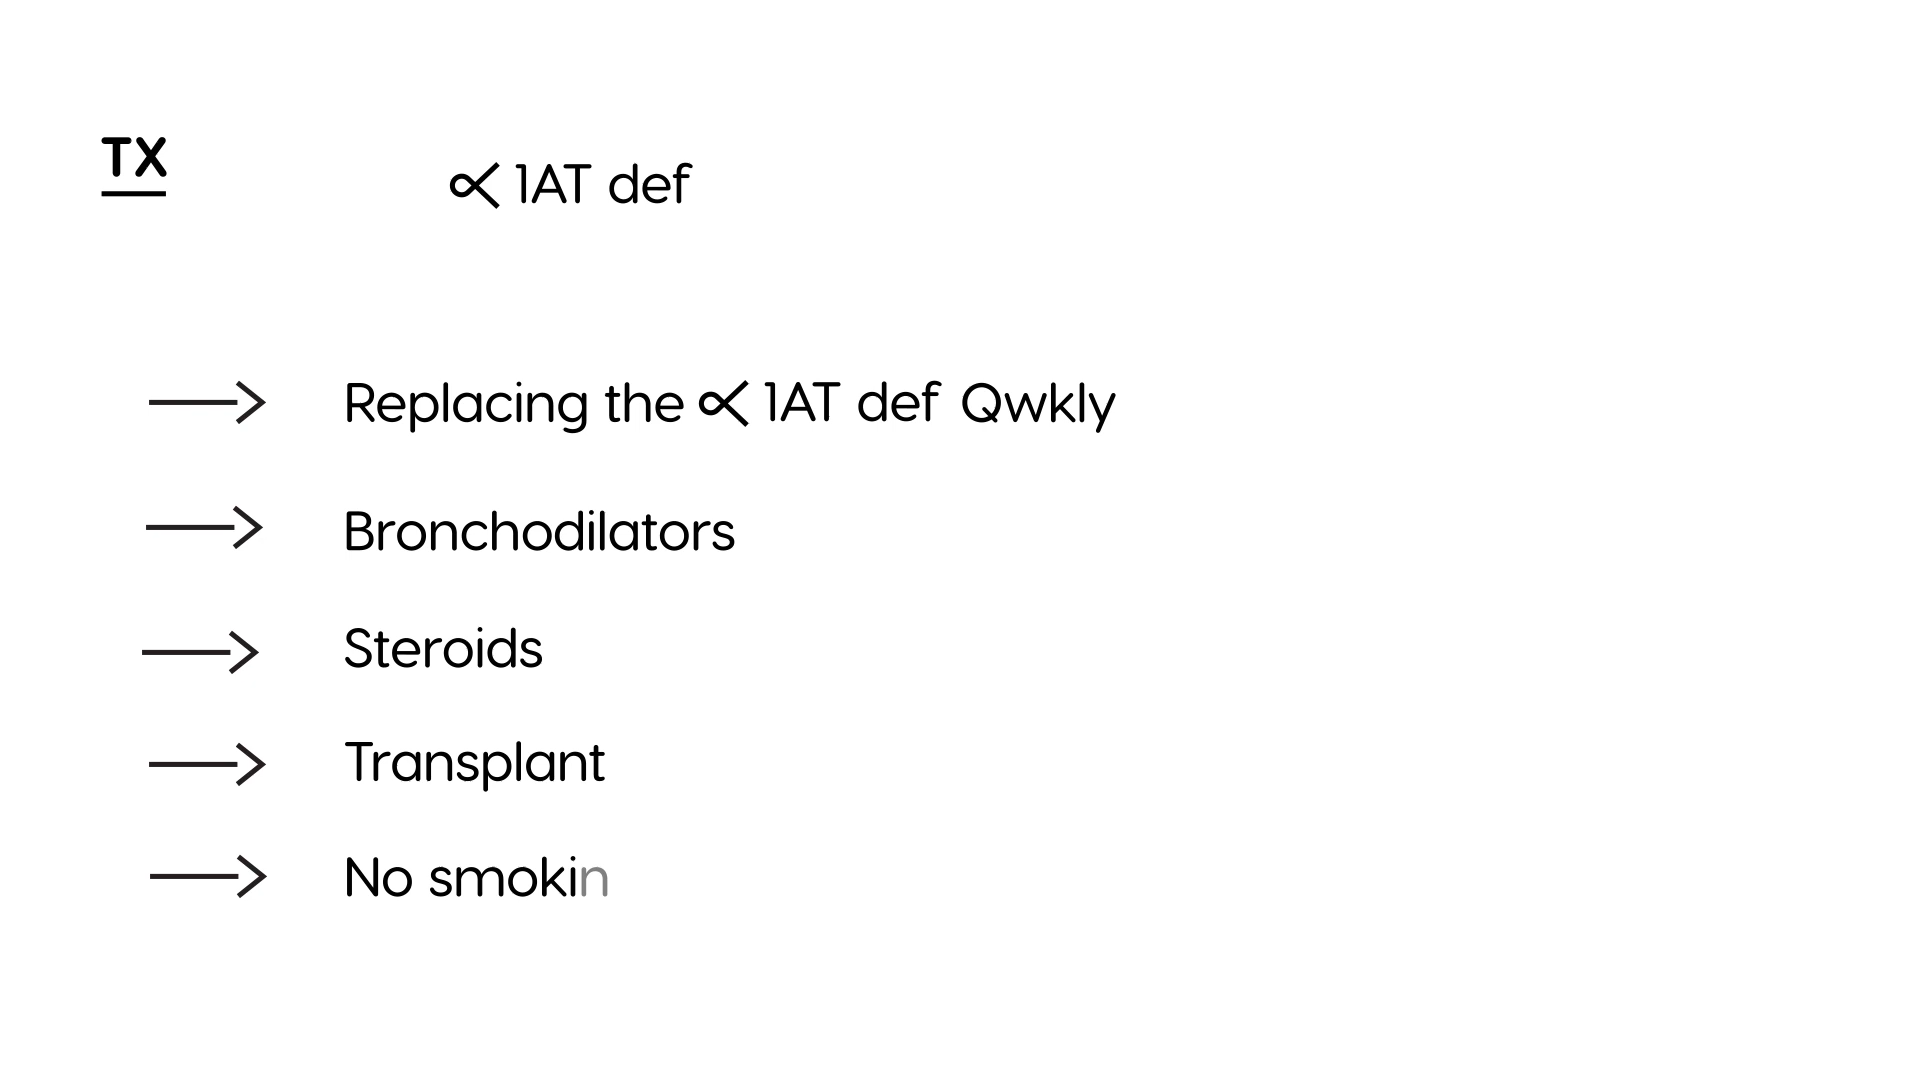 TX
∝ 1AT def
Replacing the ∝ 1AT def Qwkly
Bronchodilators
Steroids
Transplant
No smokin